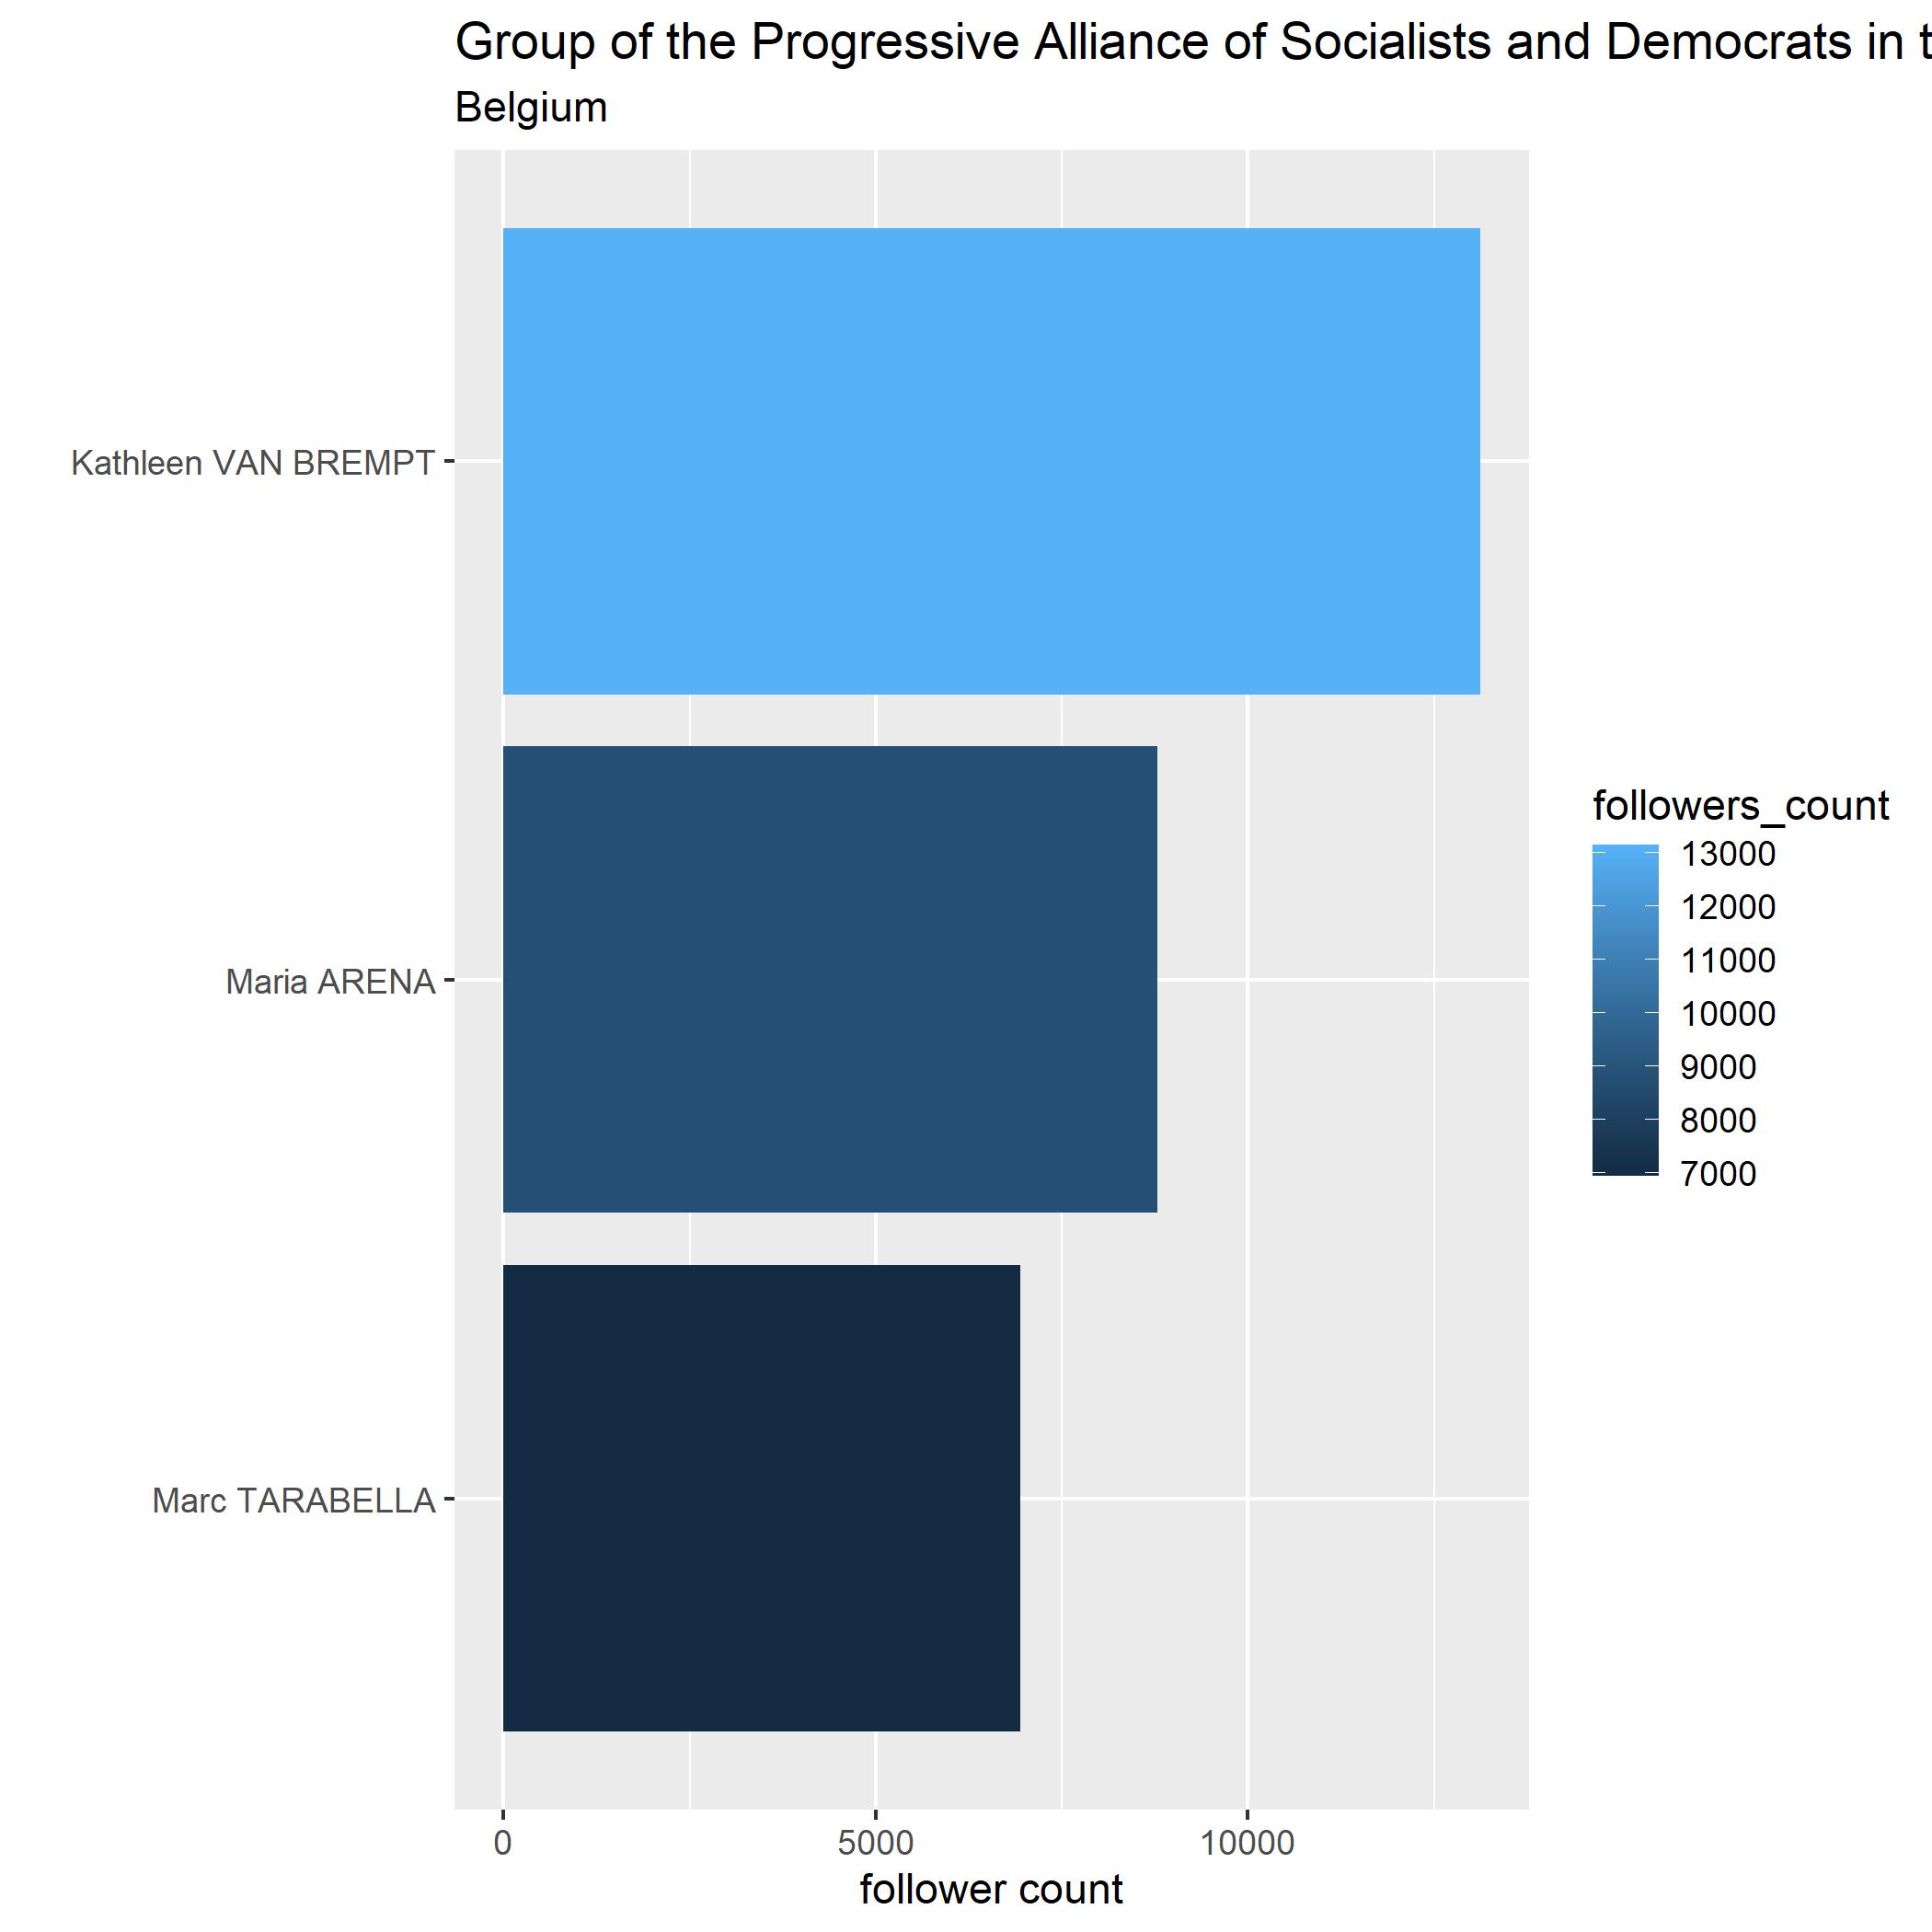 Group of the Progressive Alliance of Socialists and Democrats in t
Belgium
Kathleen VAN BREMPT
Maria ARENA
Marc TARABELLA
0
5000
10000
follower count
followers_count
13000
12000
11000
10000
9000
8000
7000